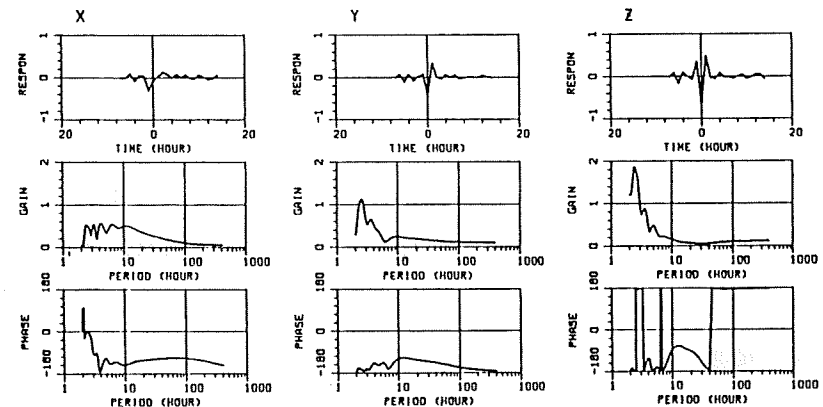 X Y Z
1 1 1
RESPON RESPON RESPON
0 0 0
-1 -1 -1
20 0 20 20 0 20 20 0 20
TIME (HOUR) TIME (HOUR) TIME (HOUR)
2 2 2
GAIN GAIN GAIN
1 1 1
0 0 0
1 10 100 1000 1 10 100 1000 1 10 100 1000
PERIOD (HOUR) PERIOD (HOUR) PERIOD (HOUR)
180 180 180
PHASE PHASE PHASE
0 0 0
-180 -180 -180
1 10 100 1000 1 10 100 1000 1 10 100 1000
PERIOD (HOUR) PERIOD (HOUR) PERIOD (HOUR)